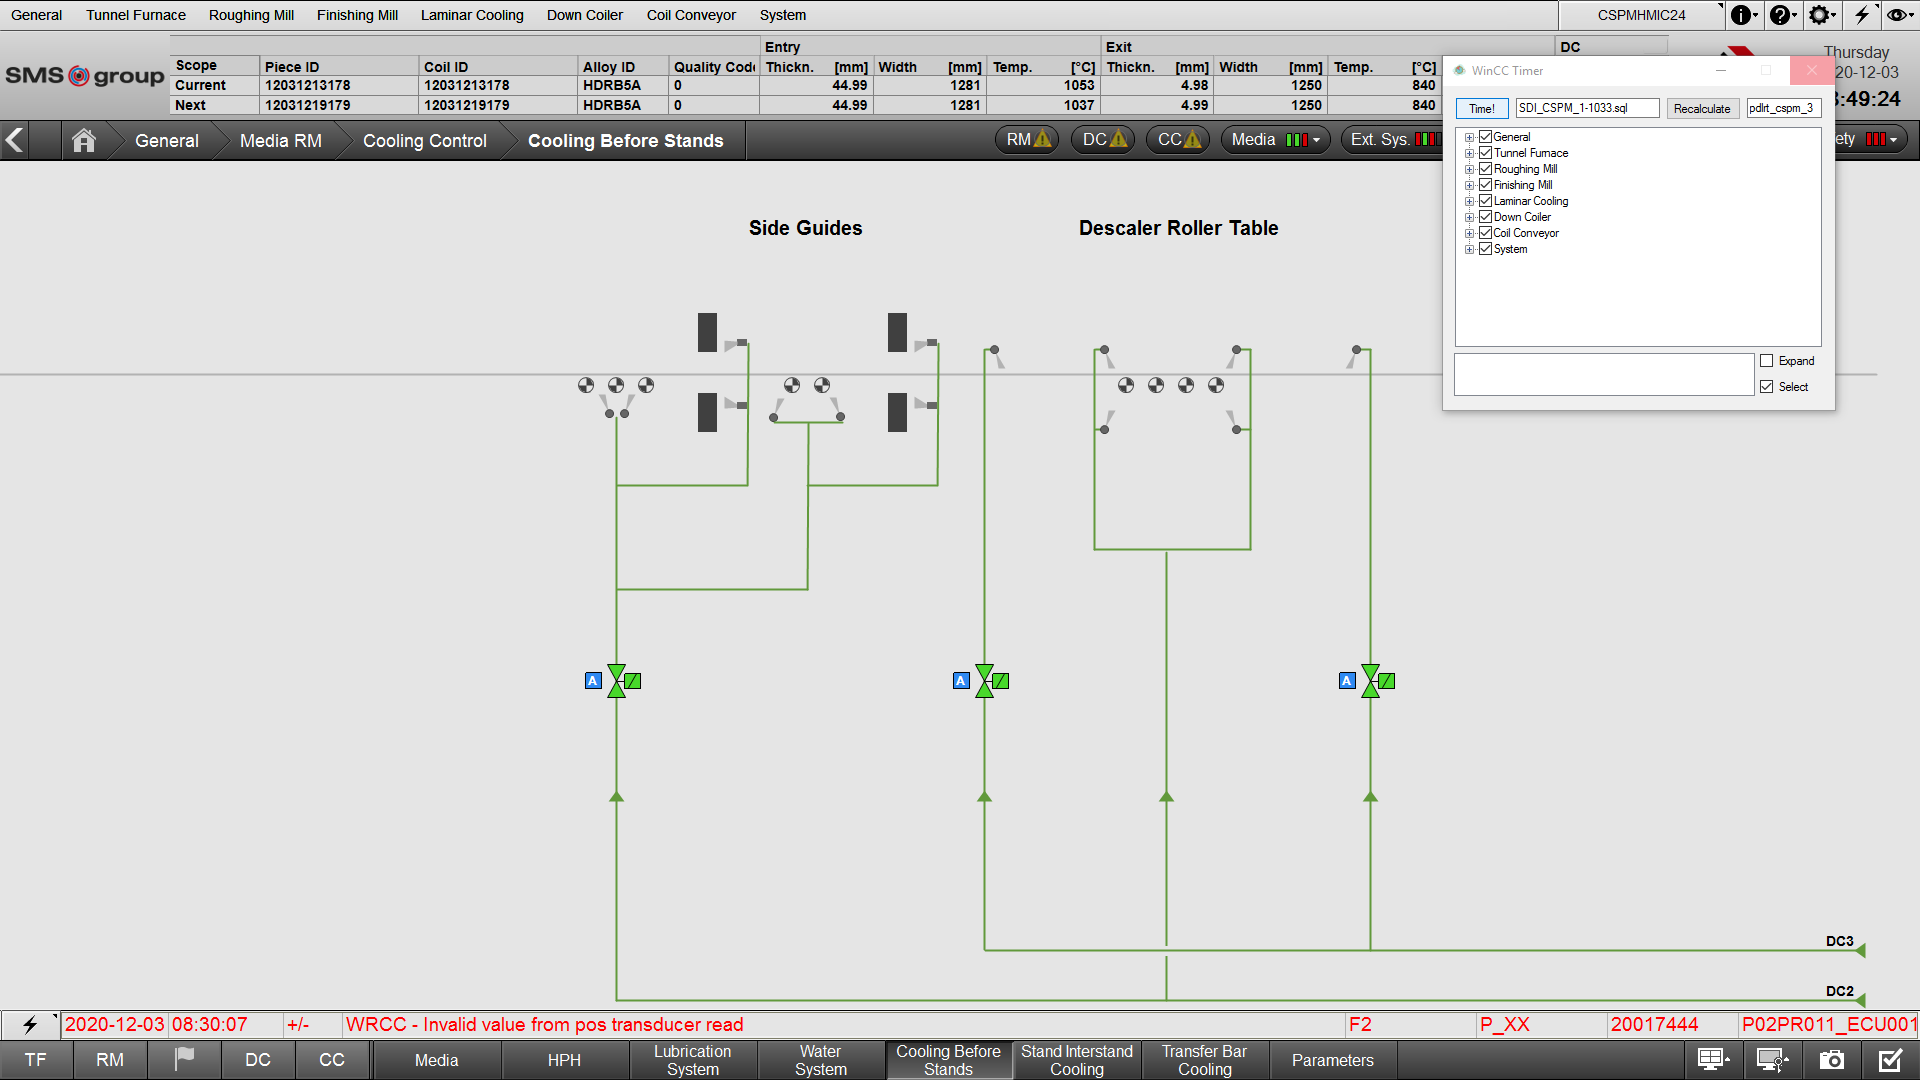 General Tunnel Furnace Roughing Mill Finishing Mill Laminar Cooling Down Coiler Coil Conveyor System CSPMHMIC24
SMS group
Entry Exit DC
Scope Piece ID Coil ID Alloy ID Quality Thickn. [mm] Width [mm] Temp. [°C] Thickn. [mm] Width [mm] Temp. [°C]
Current 12031213178 12031213178 HDRB5A 0 44.99 1281 1053 4.98 1250 840
Next 12031219179 12031219179 HDRB5A 0 44.99 1281 1037 4.99 1250 840
Thursday
20-12-03
:49:24
General Media RM Cooling Control Cooling Before Stands RM DC CC Media Ext. Sys. ety
WinCC Timer
Time! SDI_CSPM_1-1033.sql Recalculate pdlrt_cspm_3
General
Tunnel Furnace
Roughing Mill
Finishing Mill
Laminar Cooling
Down Coiler
Coil Conveyor
System
Expand
Select
Side Guides Descaler Roller Table
A A A
DC3
DC2
2020-12-03 08:30:07 +/- WRCC - Invalid value from pos transducer read F2 P_XX 20017444 P02PR011_ECU001
TF RM DC CC Media HPH Lubrication System Water System Cooling Before Stands Stand Interstand Cooling Transfer Bar Cooling Parameters